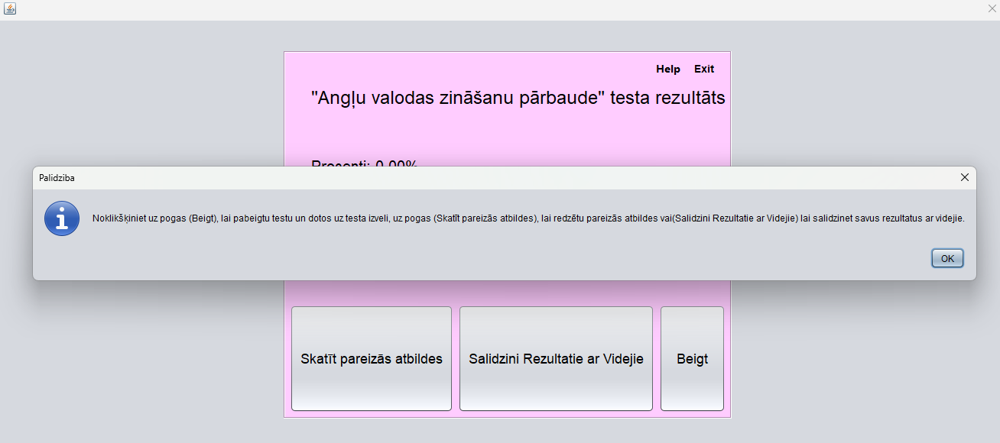 Help Exit
"Angļu valodas zināšanu pārbaude" testa rezultāts
Procenti: 0.00%
Palidziba
Noklikšķiniet uz pogas (Beigt), lai pabeigtu testu un dotos uz testa izveli, uz pogas (Skatīt pareizās atbildes), lai redzētu pareizās atbildes vai(Salidzini Rezultatie ar Videjie) lai salidzinet savus rezultatus ar videjie.
OK
Skatīt pareizās atbildes
Salidzini Rezultatie ar Videjie
Beigt